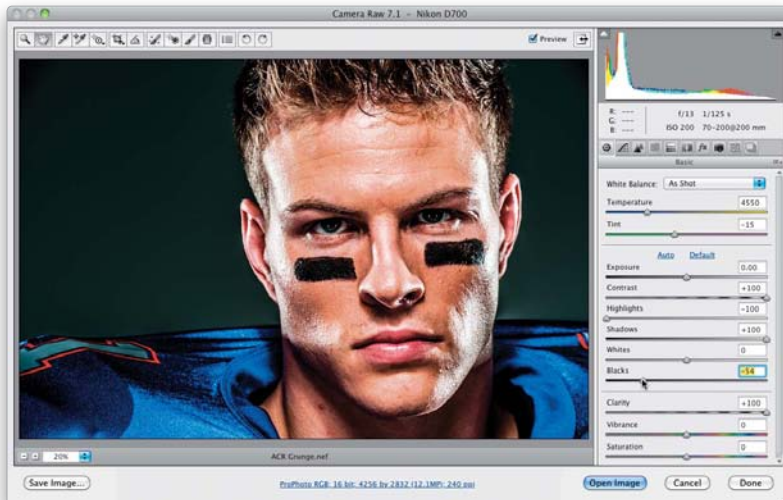 Camera Raw 7.1 – Nikon D700
Preview
R: ---
G: ---
B: ---
f/13 1/125 s
ISO 200 70-200@200 mm
Basic
White Balance: As Shot
Temperature 4550
Tint -15
Auto Default
Exposure 0.00
Contrast +100
Highlights -100
Shadows +100
Whites 0
Blacks -54
Clarity +100
Vibrance 0
Saturation 0
20%
ACR Grunge.nef
Save Image...
ProPhoto RGB; 16 bit; 4256 by 2832 (12.1MP); 240 ppi
Open Image
Cancel
Done